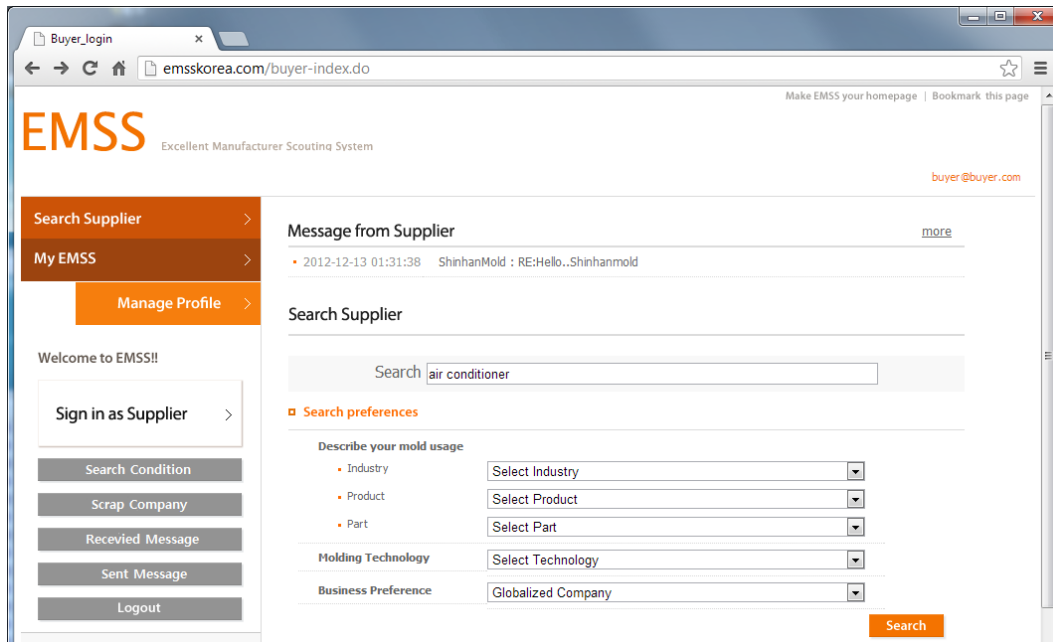 Buyer_login
emsskorea.com/buyer-index.do
Make EMSS your homepage | Bookmark this page
EMSS Excellent Manufacturer Scouting System
buyer@buyer.com
Search Supplier
My EMSS
Manage Profile
Welcome to EMSS!!
Sign in as Supplier
Search Condition
Scrap Company
Recevied Message
Sent Message
Logout
Message from Supplier more
2012-12-13 01:31:38 ShinhanMold : RE:Hello..Shinhanmold
Search Supplier
Search air conditioner
Search preferences
Describe your mold usage
Industry Select Industry
Product Select Product
Part Select Part
Molding Technology Select Technology
Business Preference Globalized Company
Search